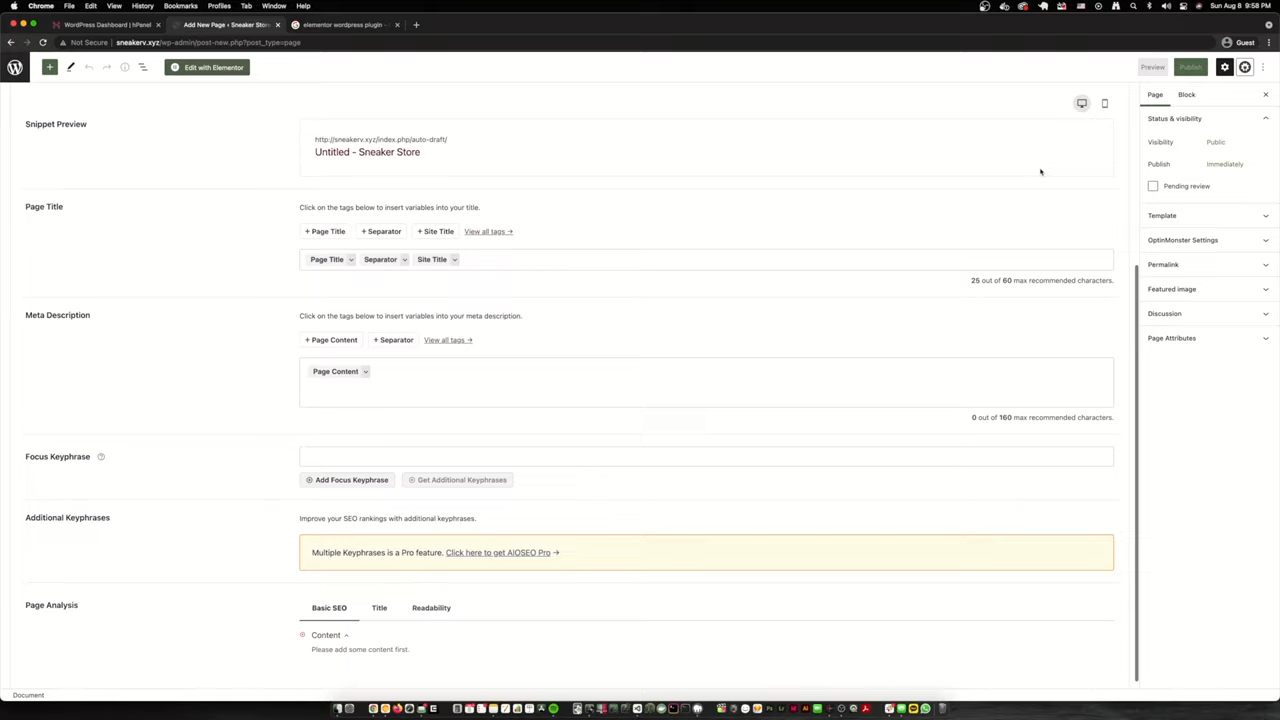 Chrome File Edit View History Bookmarks Profiles Tab Window Help
Sun Aug 8 9:58 PM
WordPress Dashboard | hPanel
Add New Page ‹ Sneaker Store
elementor wordpress plugin -
Not Secure sneakerv.xyz/wp-admin/post-new.php?post_type=page
Guest
Edit with Elementor
Preview
Publish
Snippet Preview
http://sneakerv.xyz/index.php/auto-draft/
Untitled - Sneaker Store
Page Title
Click on the tags below to insert variables into your title.
+ Page Title + Separator + Site Title View all tags →
Page Title Separator Site Title
25 out of 60 max recommended characters.
Meta Description
Click on the tags below to insert variables into your meta description.
+ Page Content + Separator View all tags →
Page Content
0 out of 160 max recommended characters.
Focus Keyphrase
Add Focus Keyphrase
Get Additional Keyphrases
Additional Keyphrases
Improve your SEO rankings with additional keyphrases.
Multiple Keyphrases is a Pro feature. Click here to get AIOSEO Pro →
Page Analysis
Basic SEO Title Readability
Content
Please add some content first.
Document
Page Block
Status & visibility
Visibility Public
Publish Immediately
Pending review
Template
OptinMonster Settings
Permalink
Featured image
Discussion
Page Attributes